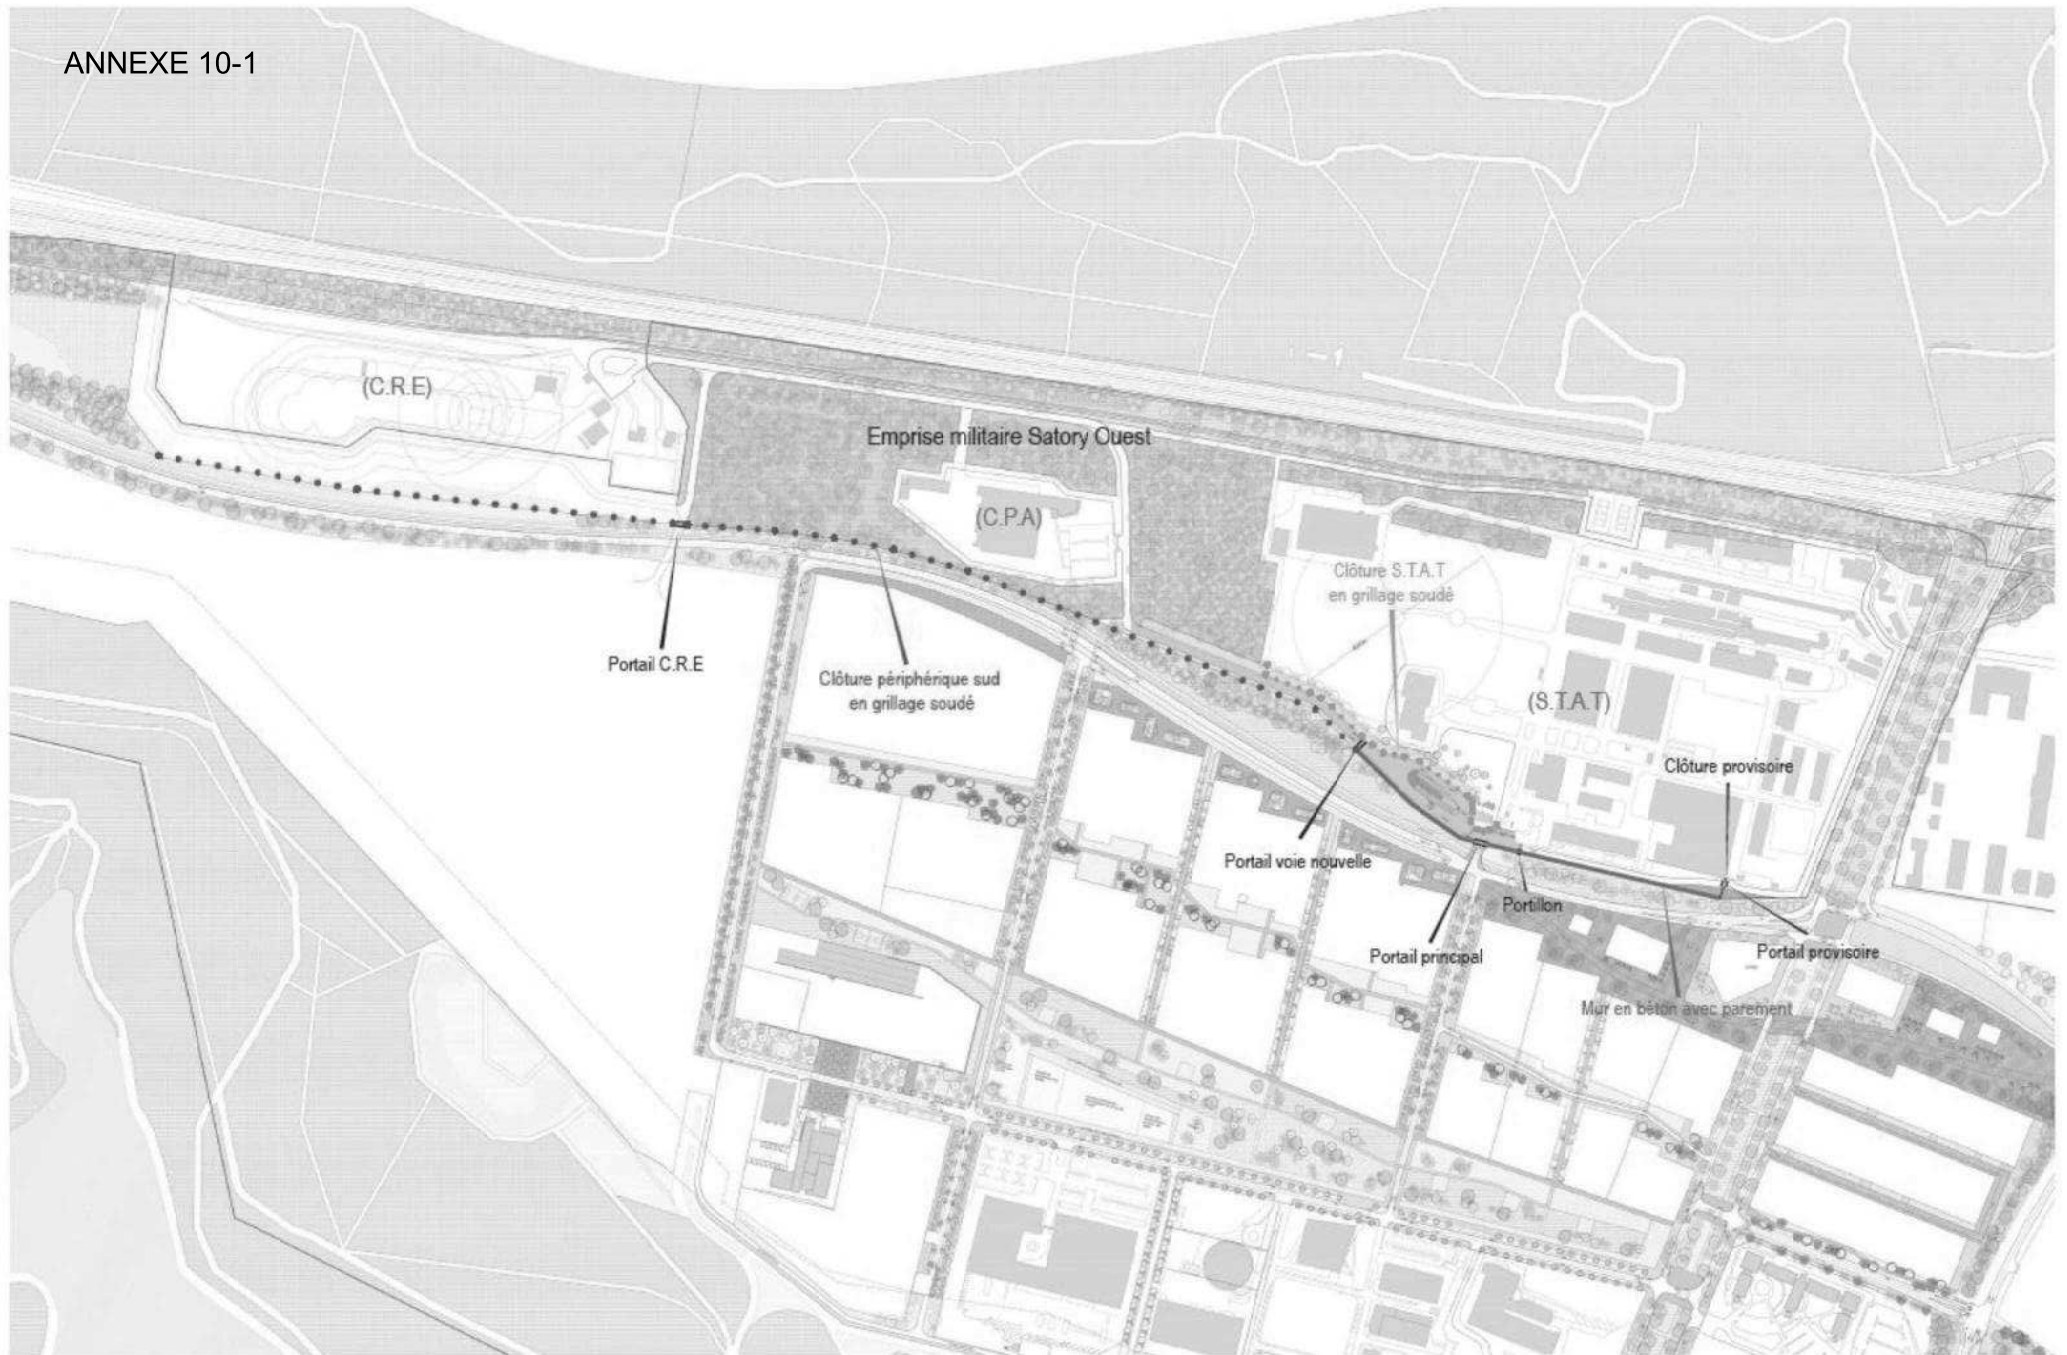 ANNEXE 10-1
(C.R.E)
Emprise militaire Satory Ouest
(C.P.A)
Clôture S.T.A.T
en grillage soudé
Portail C.R.E
Clôture périphérique sud
en grillage soudé
(S.T.A.T)
Clôture provisoire
Portail voie nouvelle
Portillon
Portail principal
Portail provisoire
Mur en béton avec parement